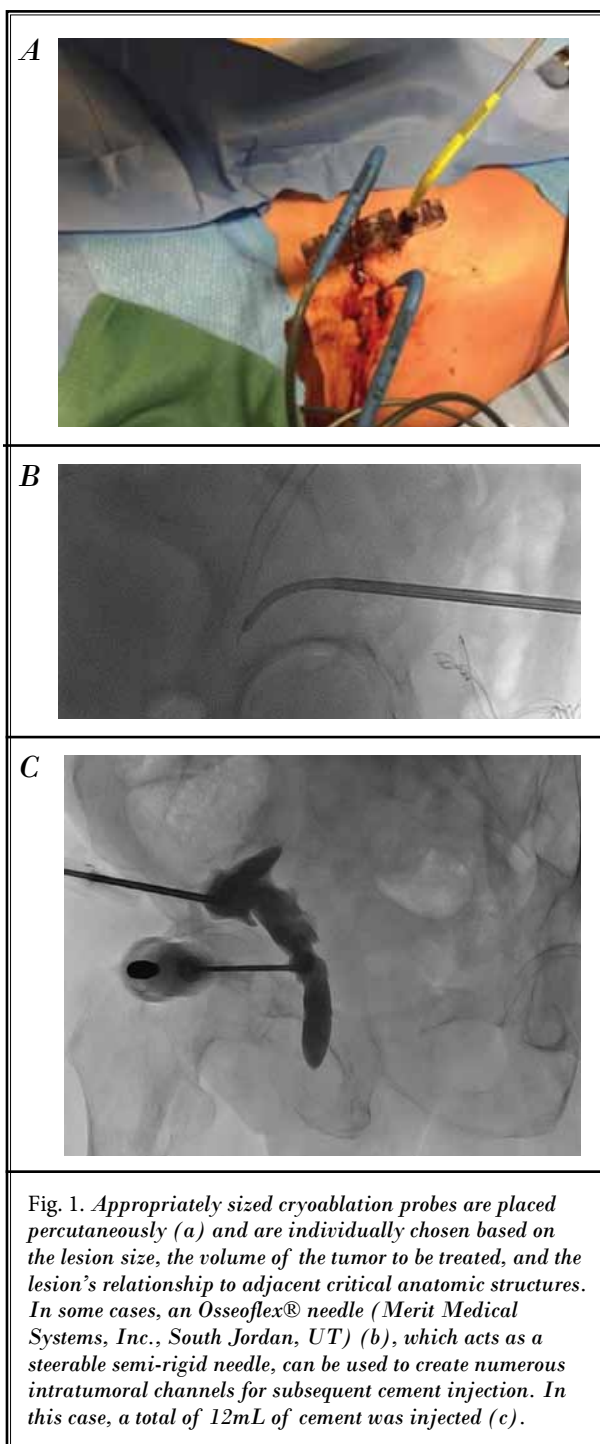 A
B
C
Fig. 1. Appropriately sized cryoablation probes are placed
percutaneously (a) and are individually chosen based on
the lesion size, the volume of the tumor to be treated, and the
lesion's relationship to adjacent critical anatomic structures.
In some cases, an Osseoflex® needle (Merit Medical
Systems, Inc., South Jordan, UT) (b), which acts as a
steerable semi-rigid needle, can be used to create numerous
intratumoral channels for subsequent cement injection. In
this case, a total of 12mL of cement was injected (c).